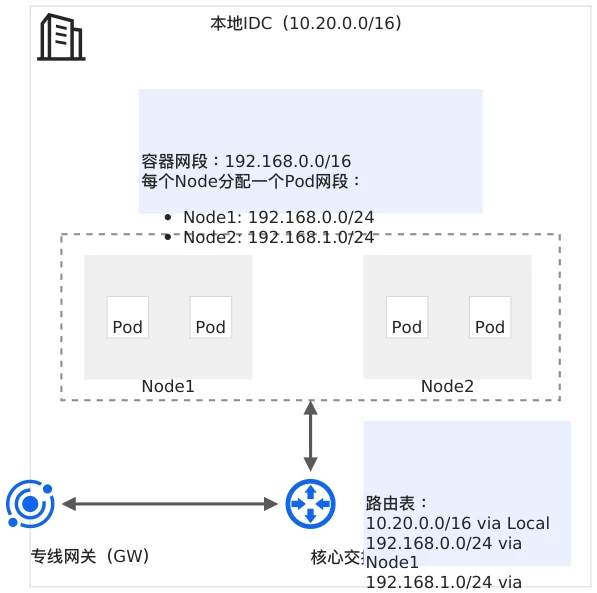 本地IDC（10.20.0.0/16）
容器网段：192.168.0.0/16
每个Node分配一个Pod网段：
• Node1: 192.168.0.0/24
• Node2: 192.168.1.0/24
Pod
Pod
Pod
Pod
Node1
Node2
路由表：
10.20.0.0/16 via Local
192.168.0.0/24 via
Node1
192.168.1.0/24 via
专线网关（GW）
核心交